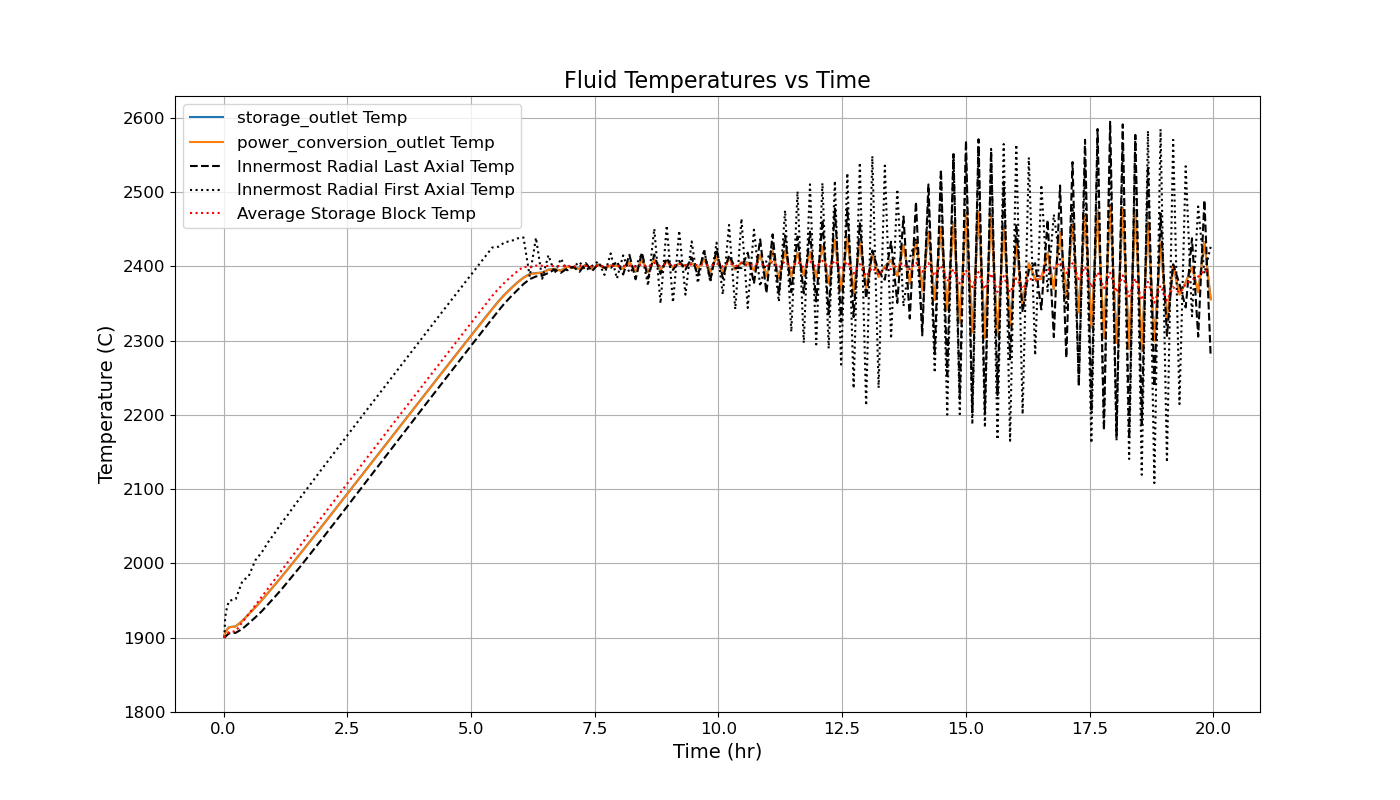 Fluid Temperatures vs Time
storage_outlet Temp
power_conversion_outlet Temp
Innermost Radial Last Axial Temp
Innermost Radial First Axial Temp
Average Storage Block Temp
Temperature (C)
2600
2500
2400
2300
2200
2100
2000
1900
1800
0.0 2.5 5.0 7.5 10.0 12.5 15.0 17.5 20.0
Time (hr)